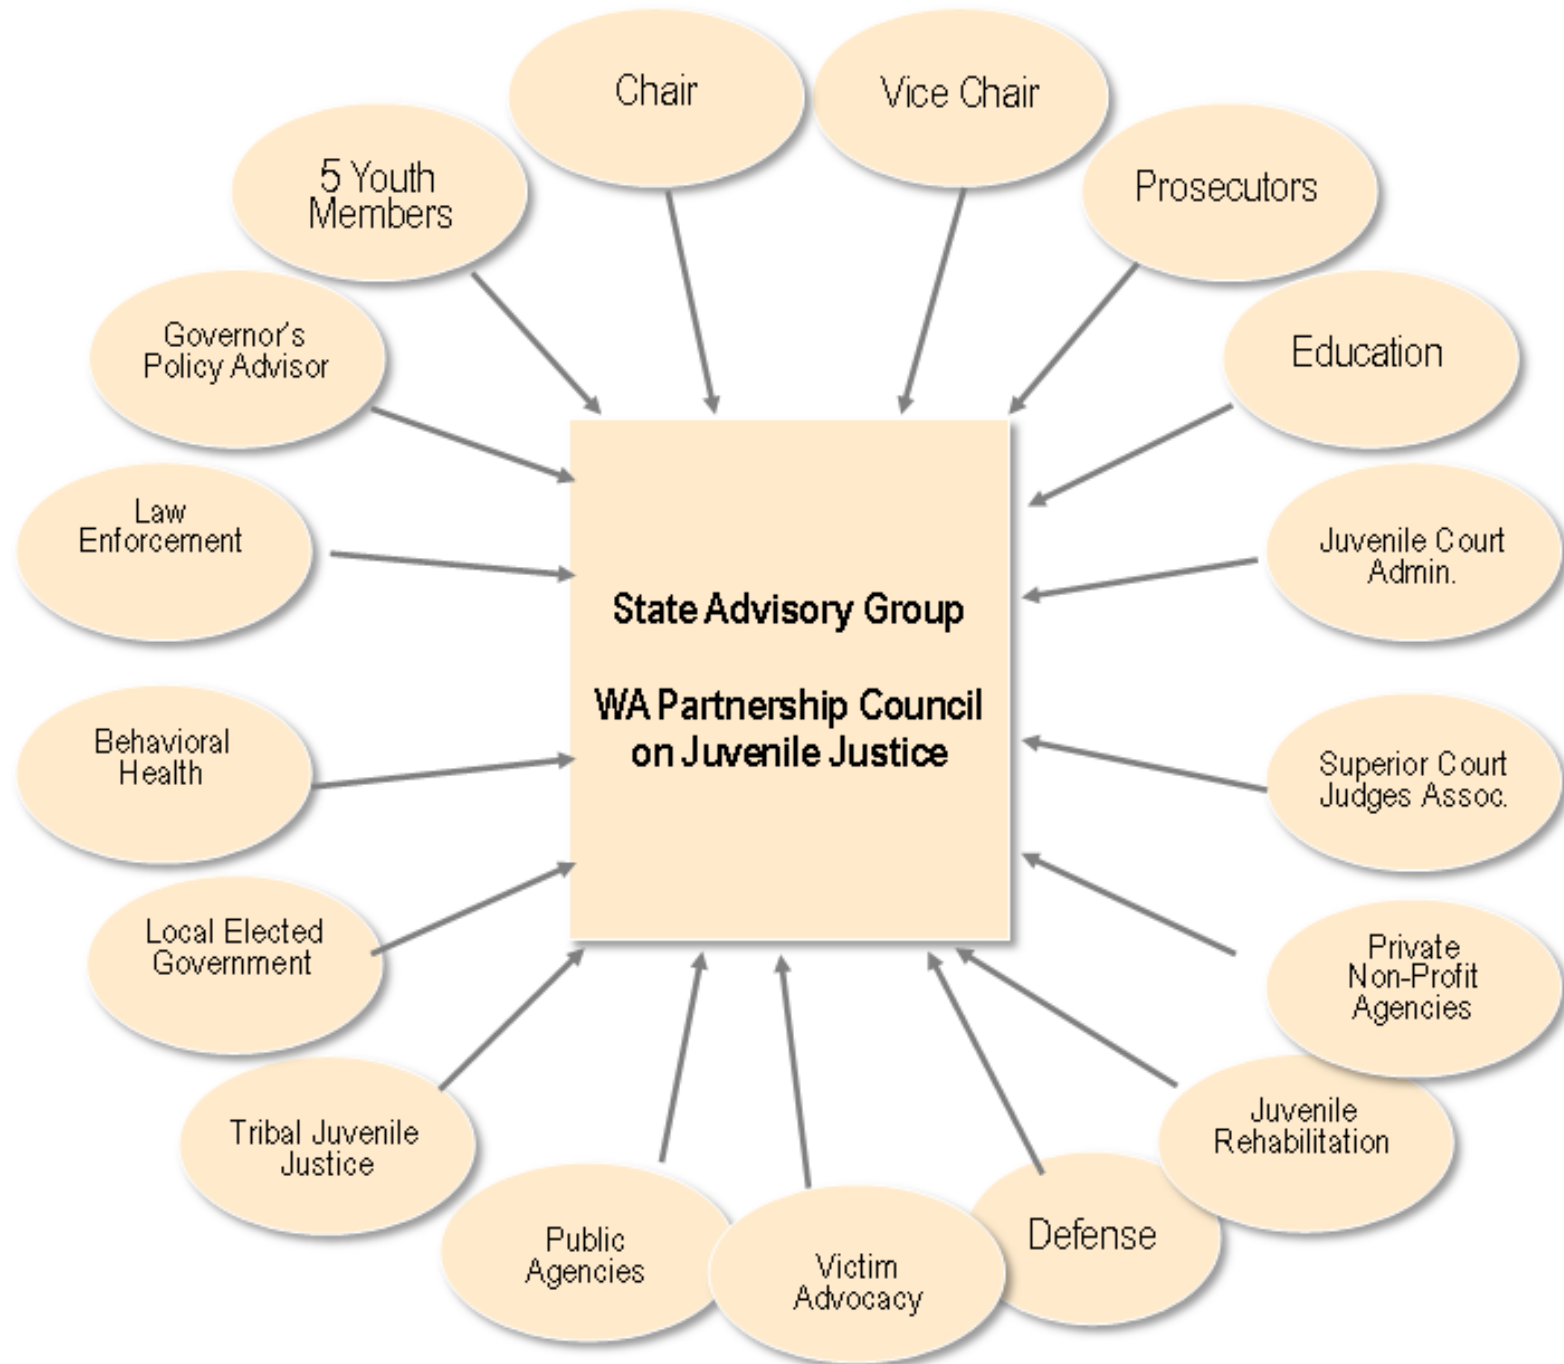 Chair
Vice Chair
Prosecutors
Education
Juvenile Court
Admin.
Superior Court
Judges Assoc.
Private
Non-Profit
Agencies
Juvenile
Rehabilitation
Defense
Victim
Advocacy
Public
Agencies
Tribal Juvenile
Justice
Local Elected
Government
Behavioral
Health
Law
Enforcement
Governor's
Policy Advisor
5 Youth
Members
State Advisory Group
WA Partnership Council
on Juvenile Justice